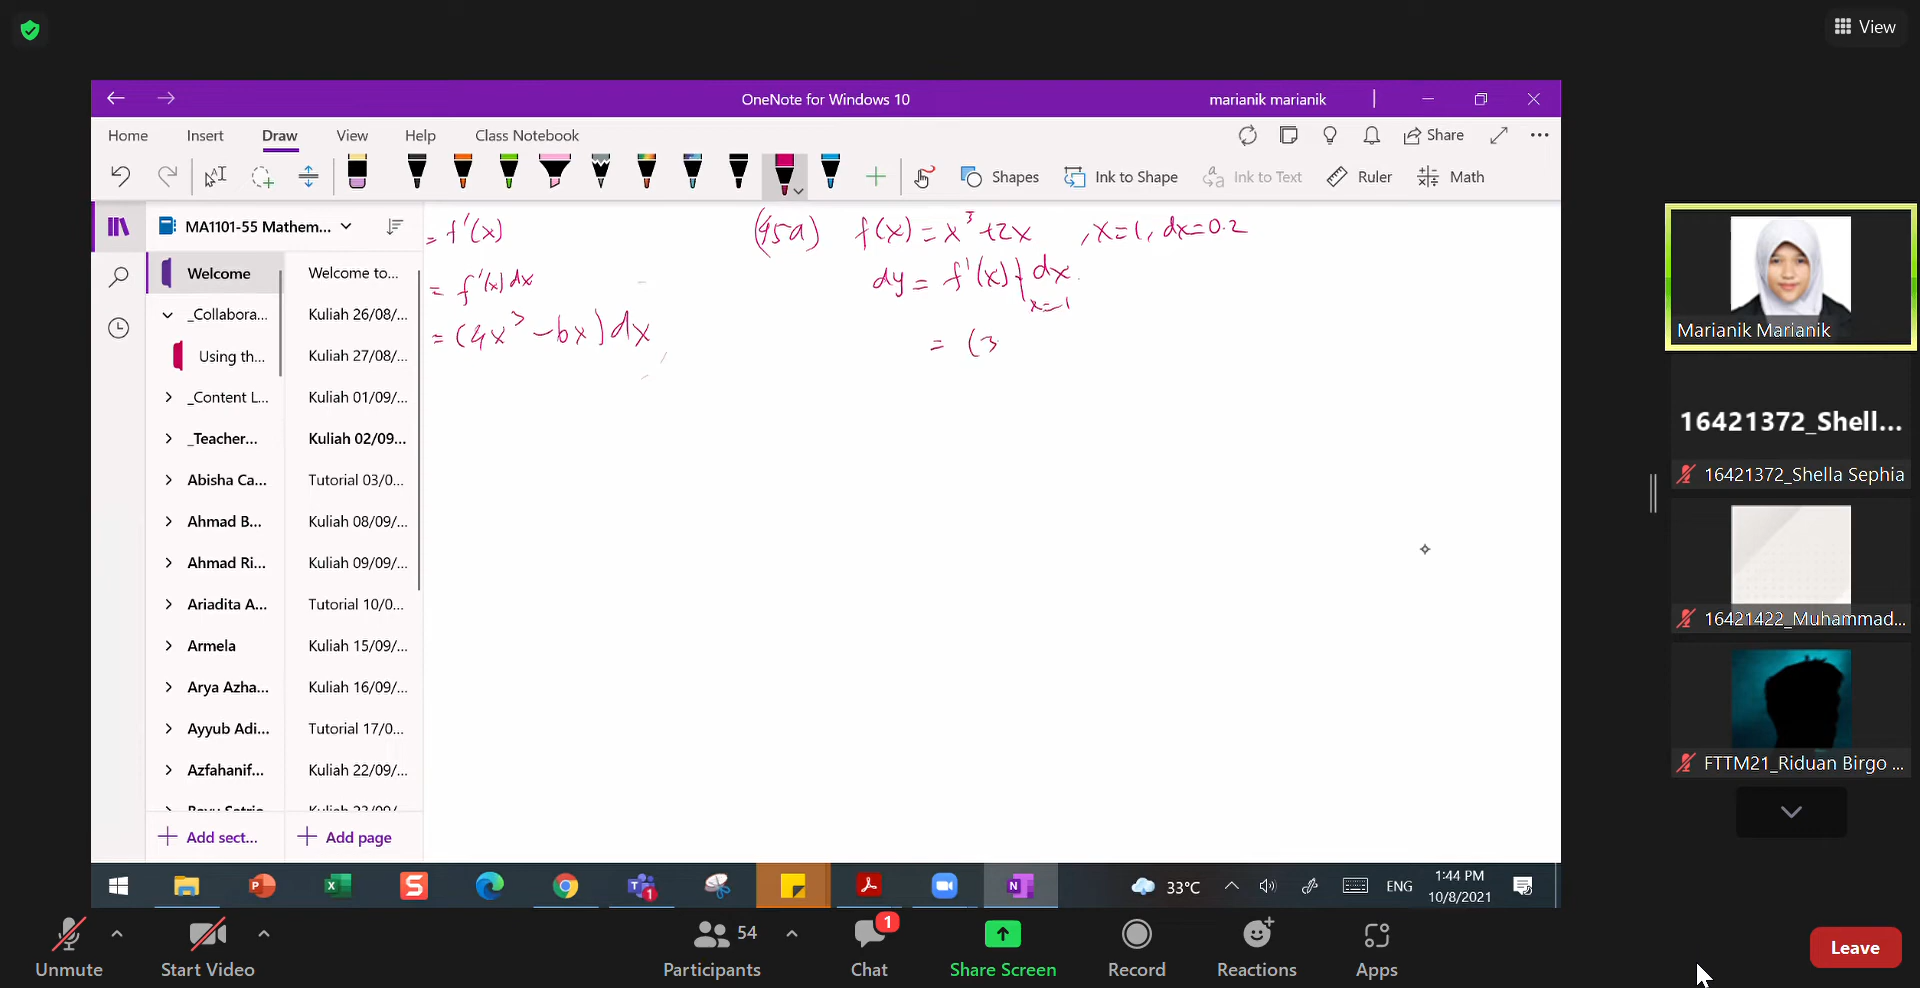 View
OneNote for Windows 10
marianik marianik
Home Insert Draw View Help Class Notebook
Share
Shapes Ink to Shape Ink to Text Ruler Math
MA1101-55 Mathem...
Welcome
_Collabora...
Using th...
_Content L...
_Teacher...
Abisha Ca...
Ahmad B...
Ahmad Ri...
Ariadita A...
Armela
Arya Azha...
Ayyub Adi...
Azfahanif...
Add sect...
Welcome to...
Kuliah 26/08/...
Kuliah 27/08/...
Kuliah 01/09/...
Kuliah 02/09...
Tutorial 03/0...
Kuliah 08/09/...
Kuliah 09/09/...
Tutorial 10/0...
Kuliah 15/09/...
Kuliah 16/09/...
Tutorial 17/0...
Kuliah 22/09/...
Add page
= f'(x)
= f'(x) dx
= (4x³ - 6x) dx
(45a) f(x) = x³ + 2x , x=1, dx=0.2
dy = f'(x)| dx
x=1
= (3
Marianik Marianik
16421372_Shell...
16421372_Shella Sephia
16421422_Muhammad...
FTTM21_Riduan Birgo ...
33°C
ENG
1:44 PM
10/8/2021
1
Unmute
Start Video
54
Participants
1
Chat
Share Screen
Record
Reactions
Apps
Leave